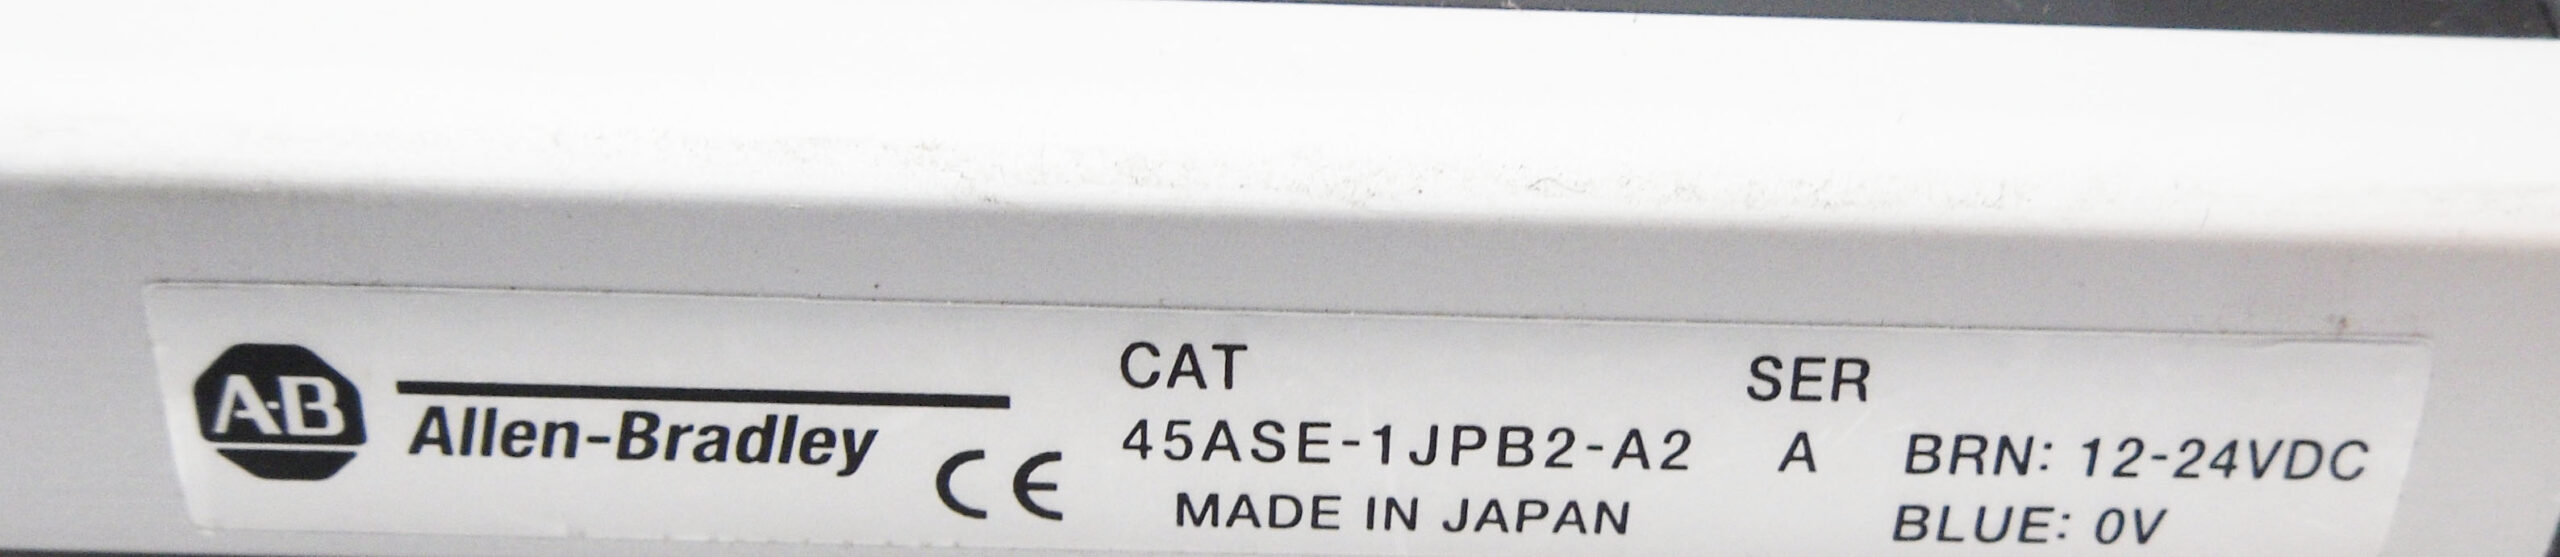 A-B
Allen-Bradley
CE
CAT
45ASE-1JPB2-A2
MADE IN JAPAN
SER
A
BRN: 12-24VDC
BLUE: 0V